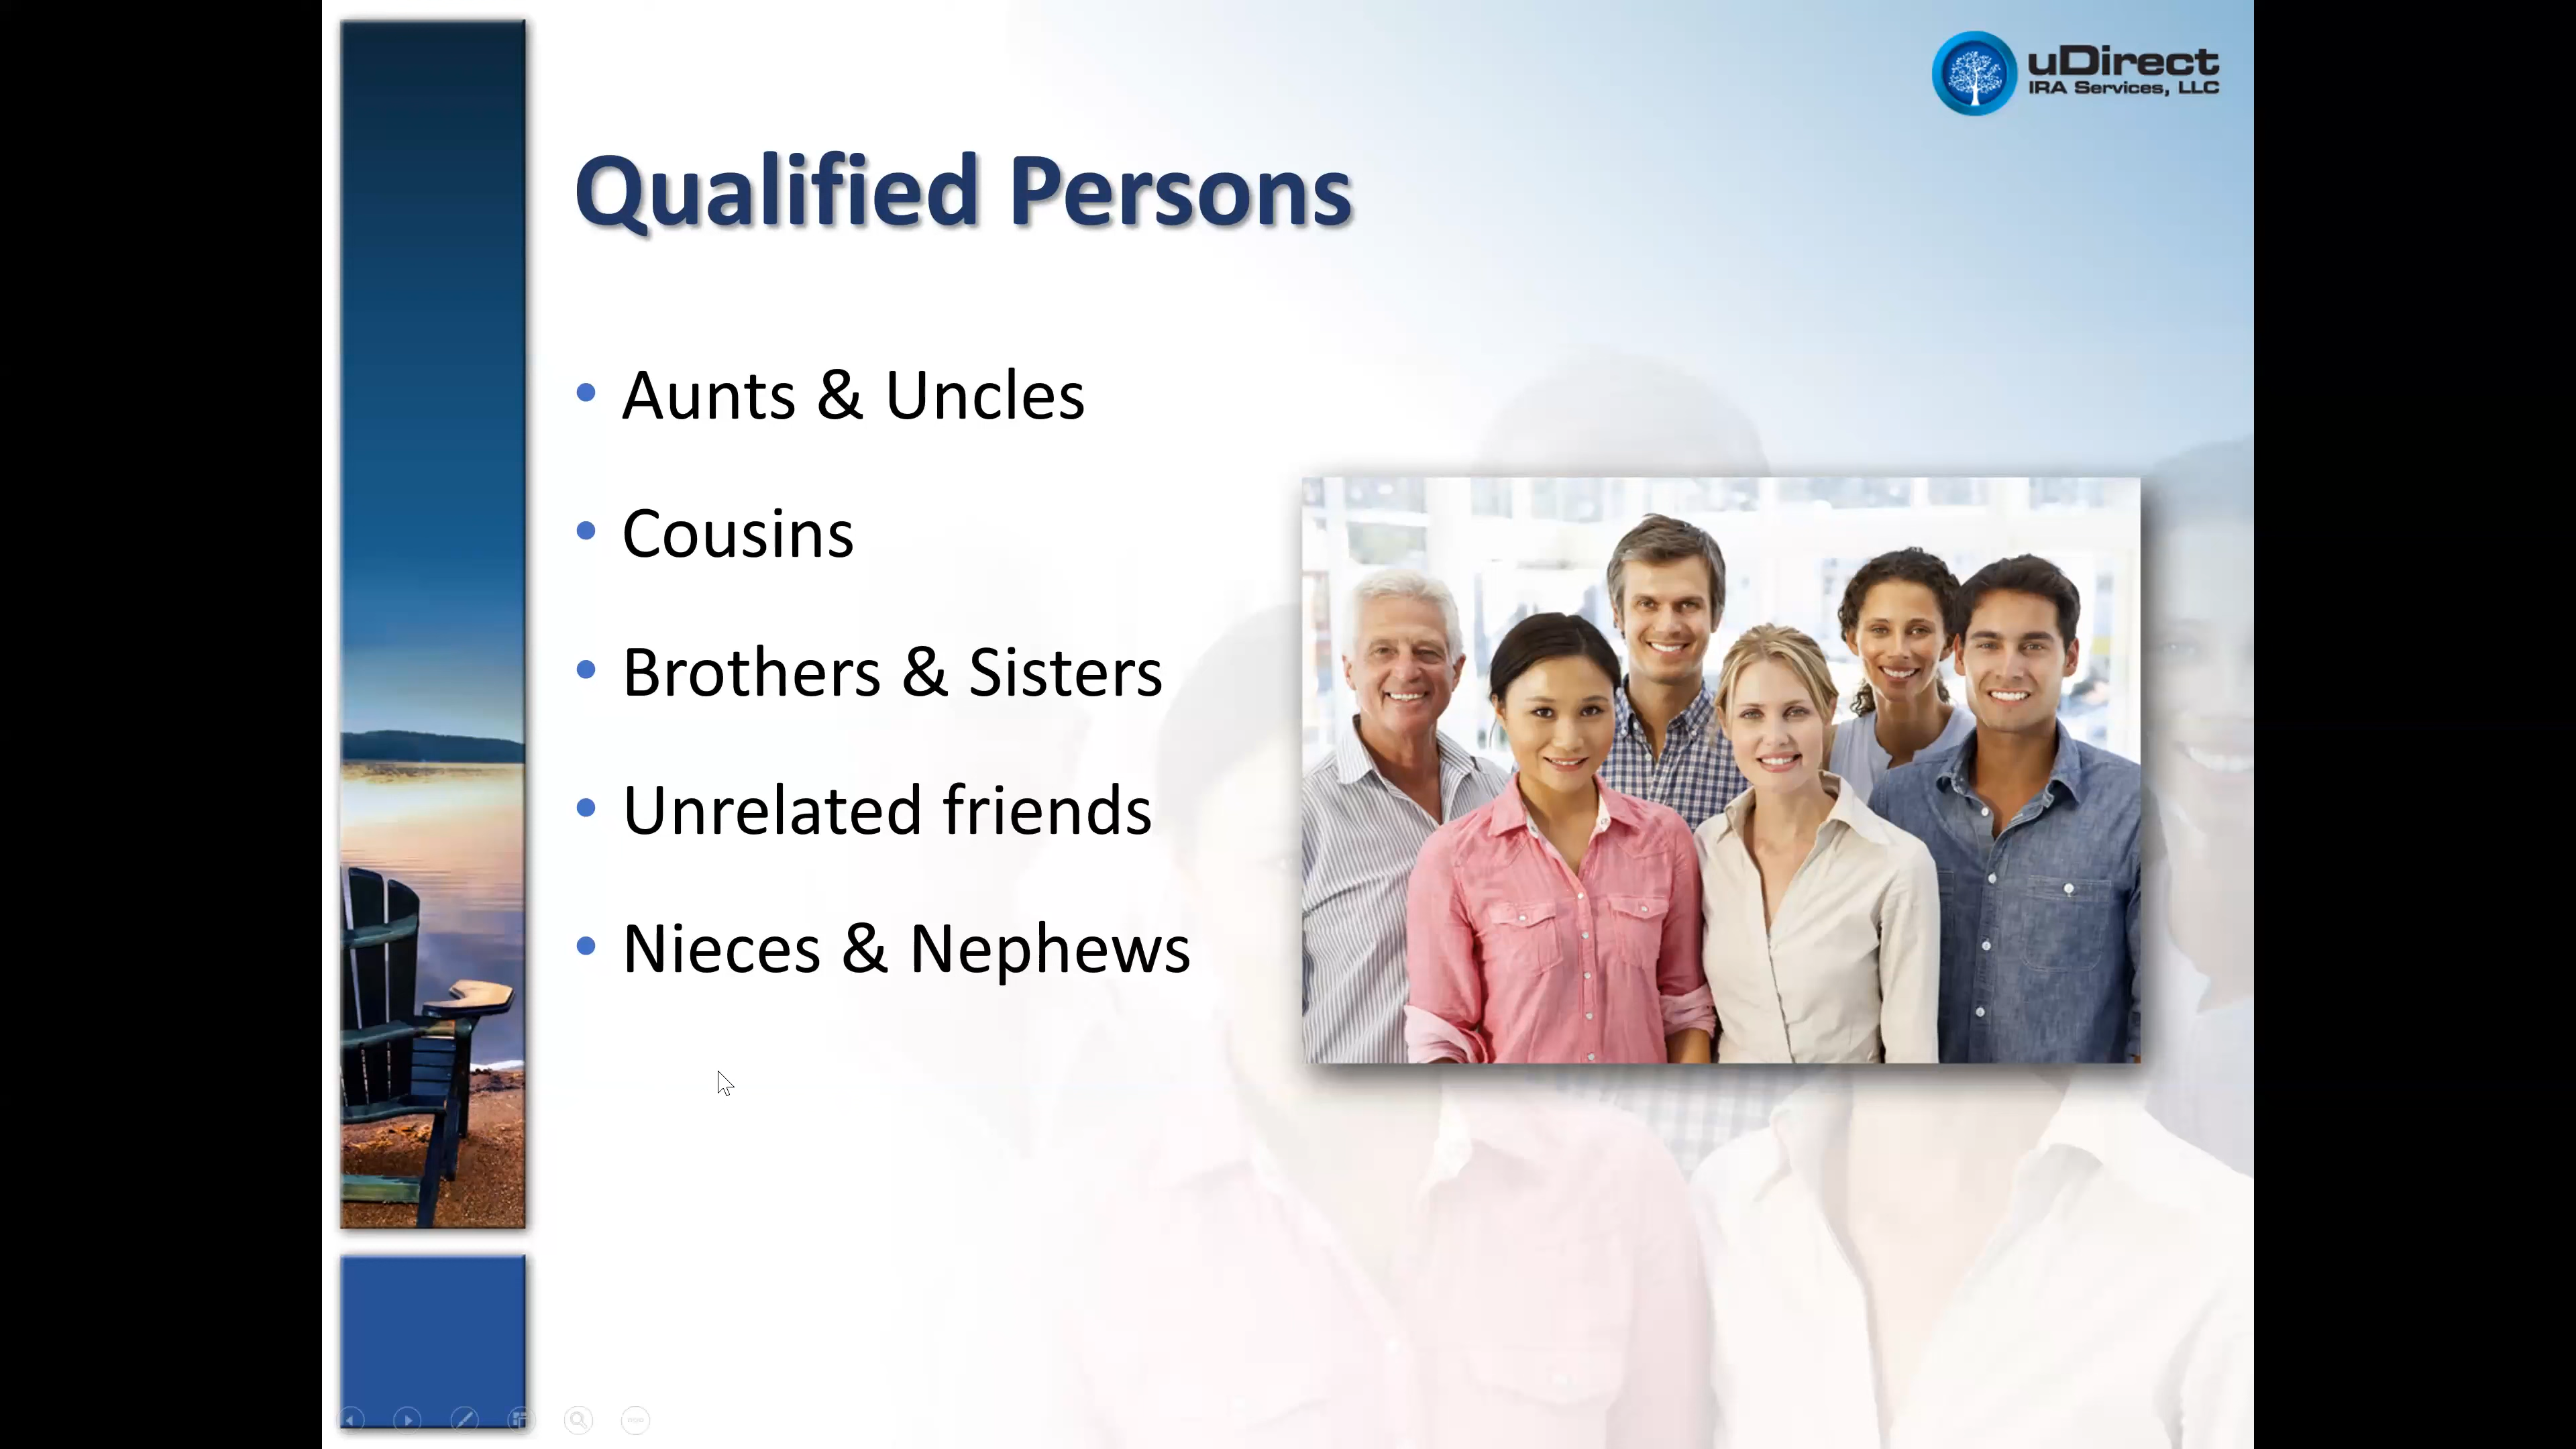 uDirect
IRA Services, LLC
Qualified Persons
• Aunts & Uncles
• Cousins
• Brothers & Sisters
• Unrelated friends
• Nieces & Nephews